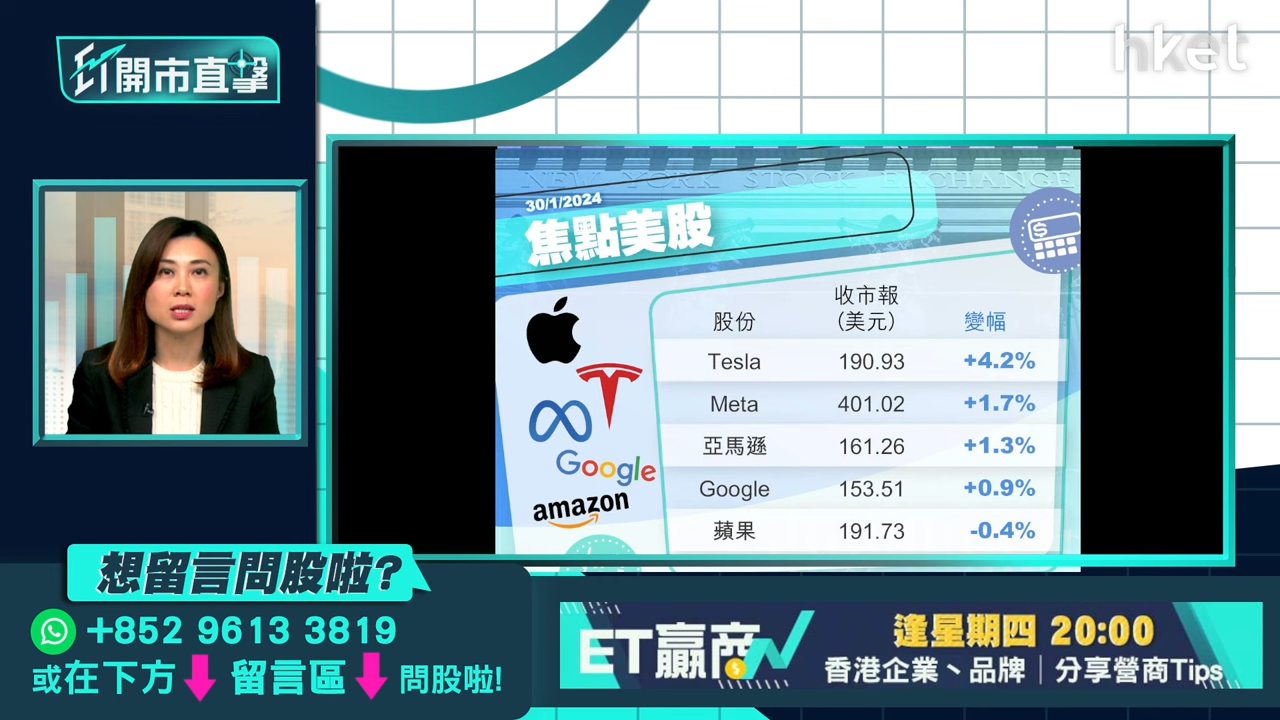 ET開市直擊
hket
NEW YORK STOCK EXCHANGE
30/1/2024
焦點美股
股份 收市報(美元) 變幅
Tesla 190.93 +4.2%
Meta 401.02 +1.7%
亞馬遜 161.26 +1.3%
Google 153.51 +0.9%
蘋果 191.73 -0.4%
Google
amazon
想留言問股啦?
+852 9613 3819
或在下方 留言區 問股啦!
ET贏商
逢星期四 20:00
香港企業、品牌｜分享營商Tips